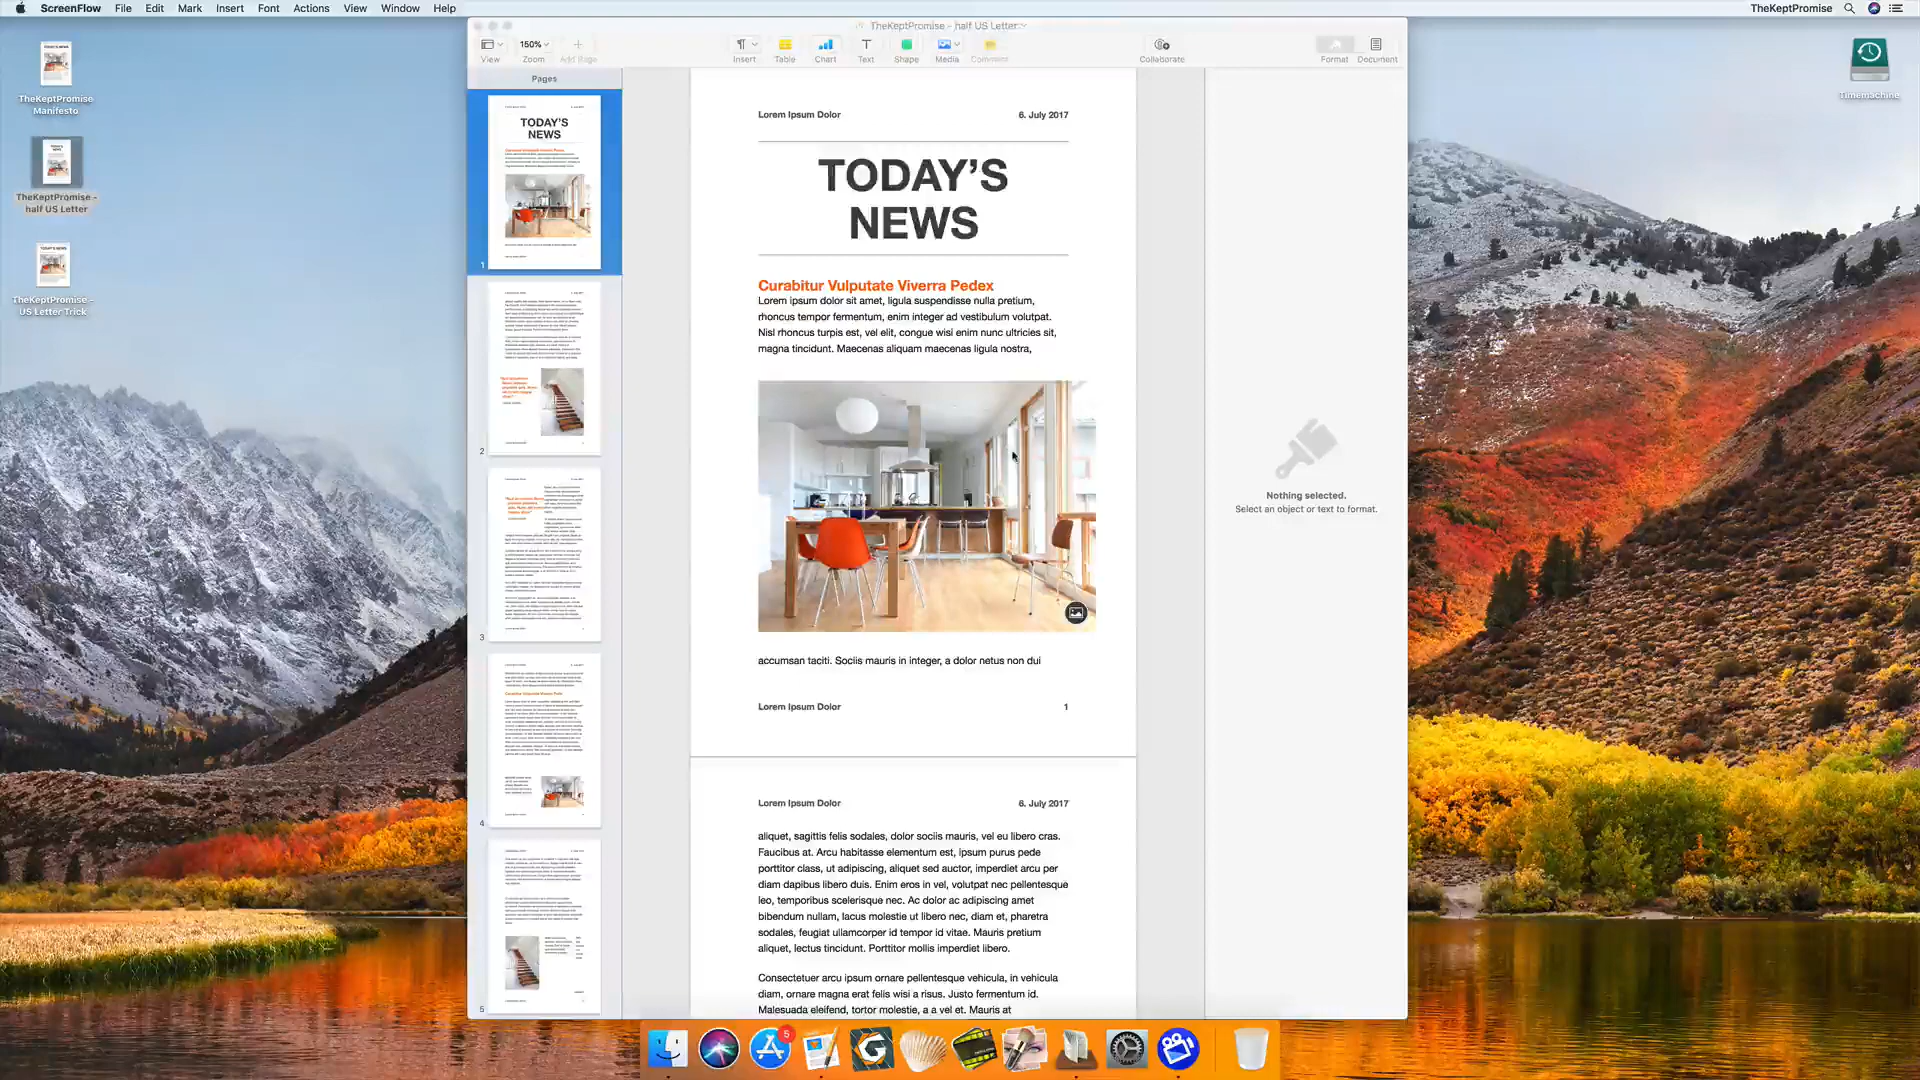 ScreenFlow File Edit Mark Insert Font Actions View Window Help TheKeptPromise
TheKeptPromise
Manifesto
TheKeptPromise -
half US Letter
TheKeptPromise -
US Letter Trick
TheKeptPromise - half US Letter
150%
View Zoom Add Page Insert Table Chart Text Shape Media Comment Collaborate Format Document
Pages
TODAY'S
NEWS
1
2
3
4
5
Lorem Ipsum Dolor 6. July 2017
TODAY’S
NEWS
Curabitur Vulputate Viverra Pedex
Lorem ipsum dolor sit amet, ligula suspendisse nulla pretium,
rhoncus tempor fermentum, enim integer ad vestibulum volutpat.
Nisl rhoncus turpis est, vel elit, congue wisi enim nunc ultricies sit,
magna tincidunt. Maecenas aliquam maecenas ligula nostra,
accumsan taciti. Sociis mauris in integer, a dolor netus non dui
Lorem Ipsum Dolor 1
Lorem Ipsum Dolor 6. July 2017
aliquet, sagittis felis sodales, dolor sociis mauris, vel eu libero cras.
Faucibus at. Arcu habitasse elementum est, ipsum purus pede
porttitor class, ut adipiscing, aliquet sed auctor, imperdiet arcu per
diam dapibus libero duis. Enim eros in vel, volutpat nec pellentesque
leo, temporibus scelerisque nec. Ac dolor ac adipiscing amet
bibendum nullam, lacus molestie ut libero nec, diam et, pharetra
sodales, feugiat ullamcorper id tempor id vitae. Mauris pretium
aliquet, lectus tincidunt. Porttitor mollis imperdiet libero.
Consectetuer arcu ipsum ornare pellentesque vehicula, in vehicula
diam, ornare magna erat felis wisi a risus. Justo fermentum id.
Malesuada eleifend, tortor molestie, a a vel et. Mauris at
Nothing selected.
Select an object or text to format.
Timemachine
5